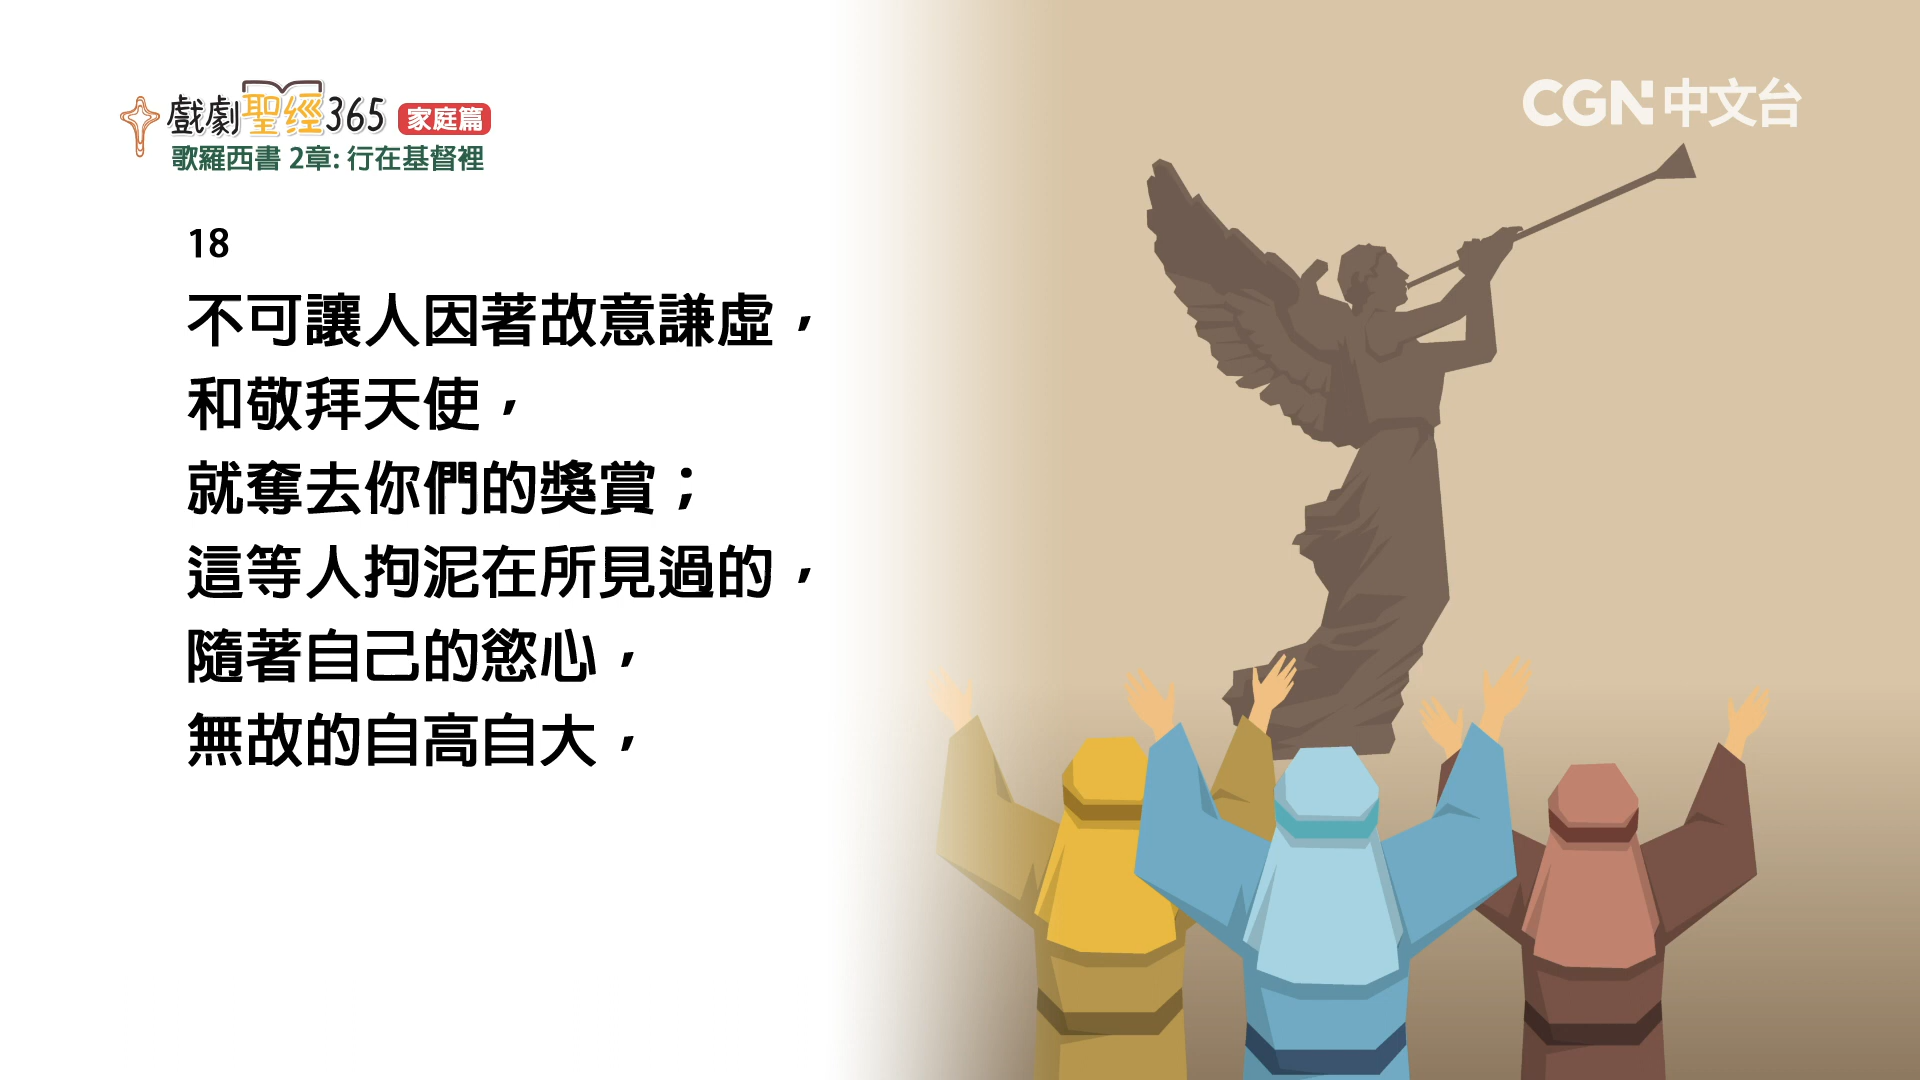 戲劇聖經365 家庭篇
CGN中文台
歌羅西書 2章: 行在基督裡
18
不可讓人因著故意謙虛，
和敬拜天使，
就奪去你們的獎賞；
這等人拘泥在所見過的，
隨著自己的慾心，
無故的自高自大，